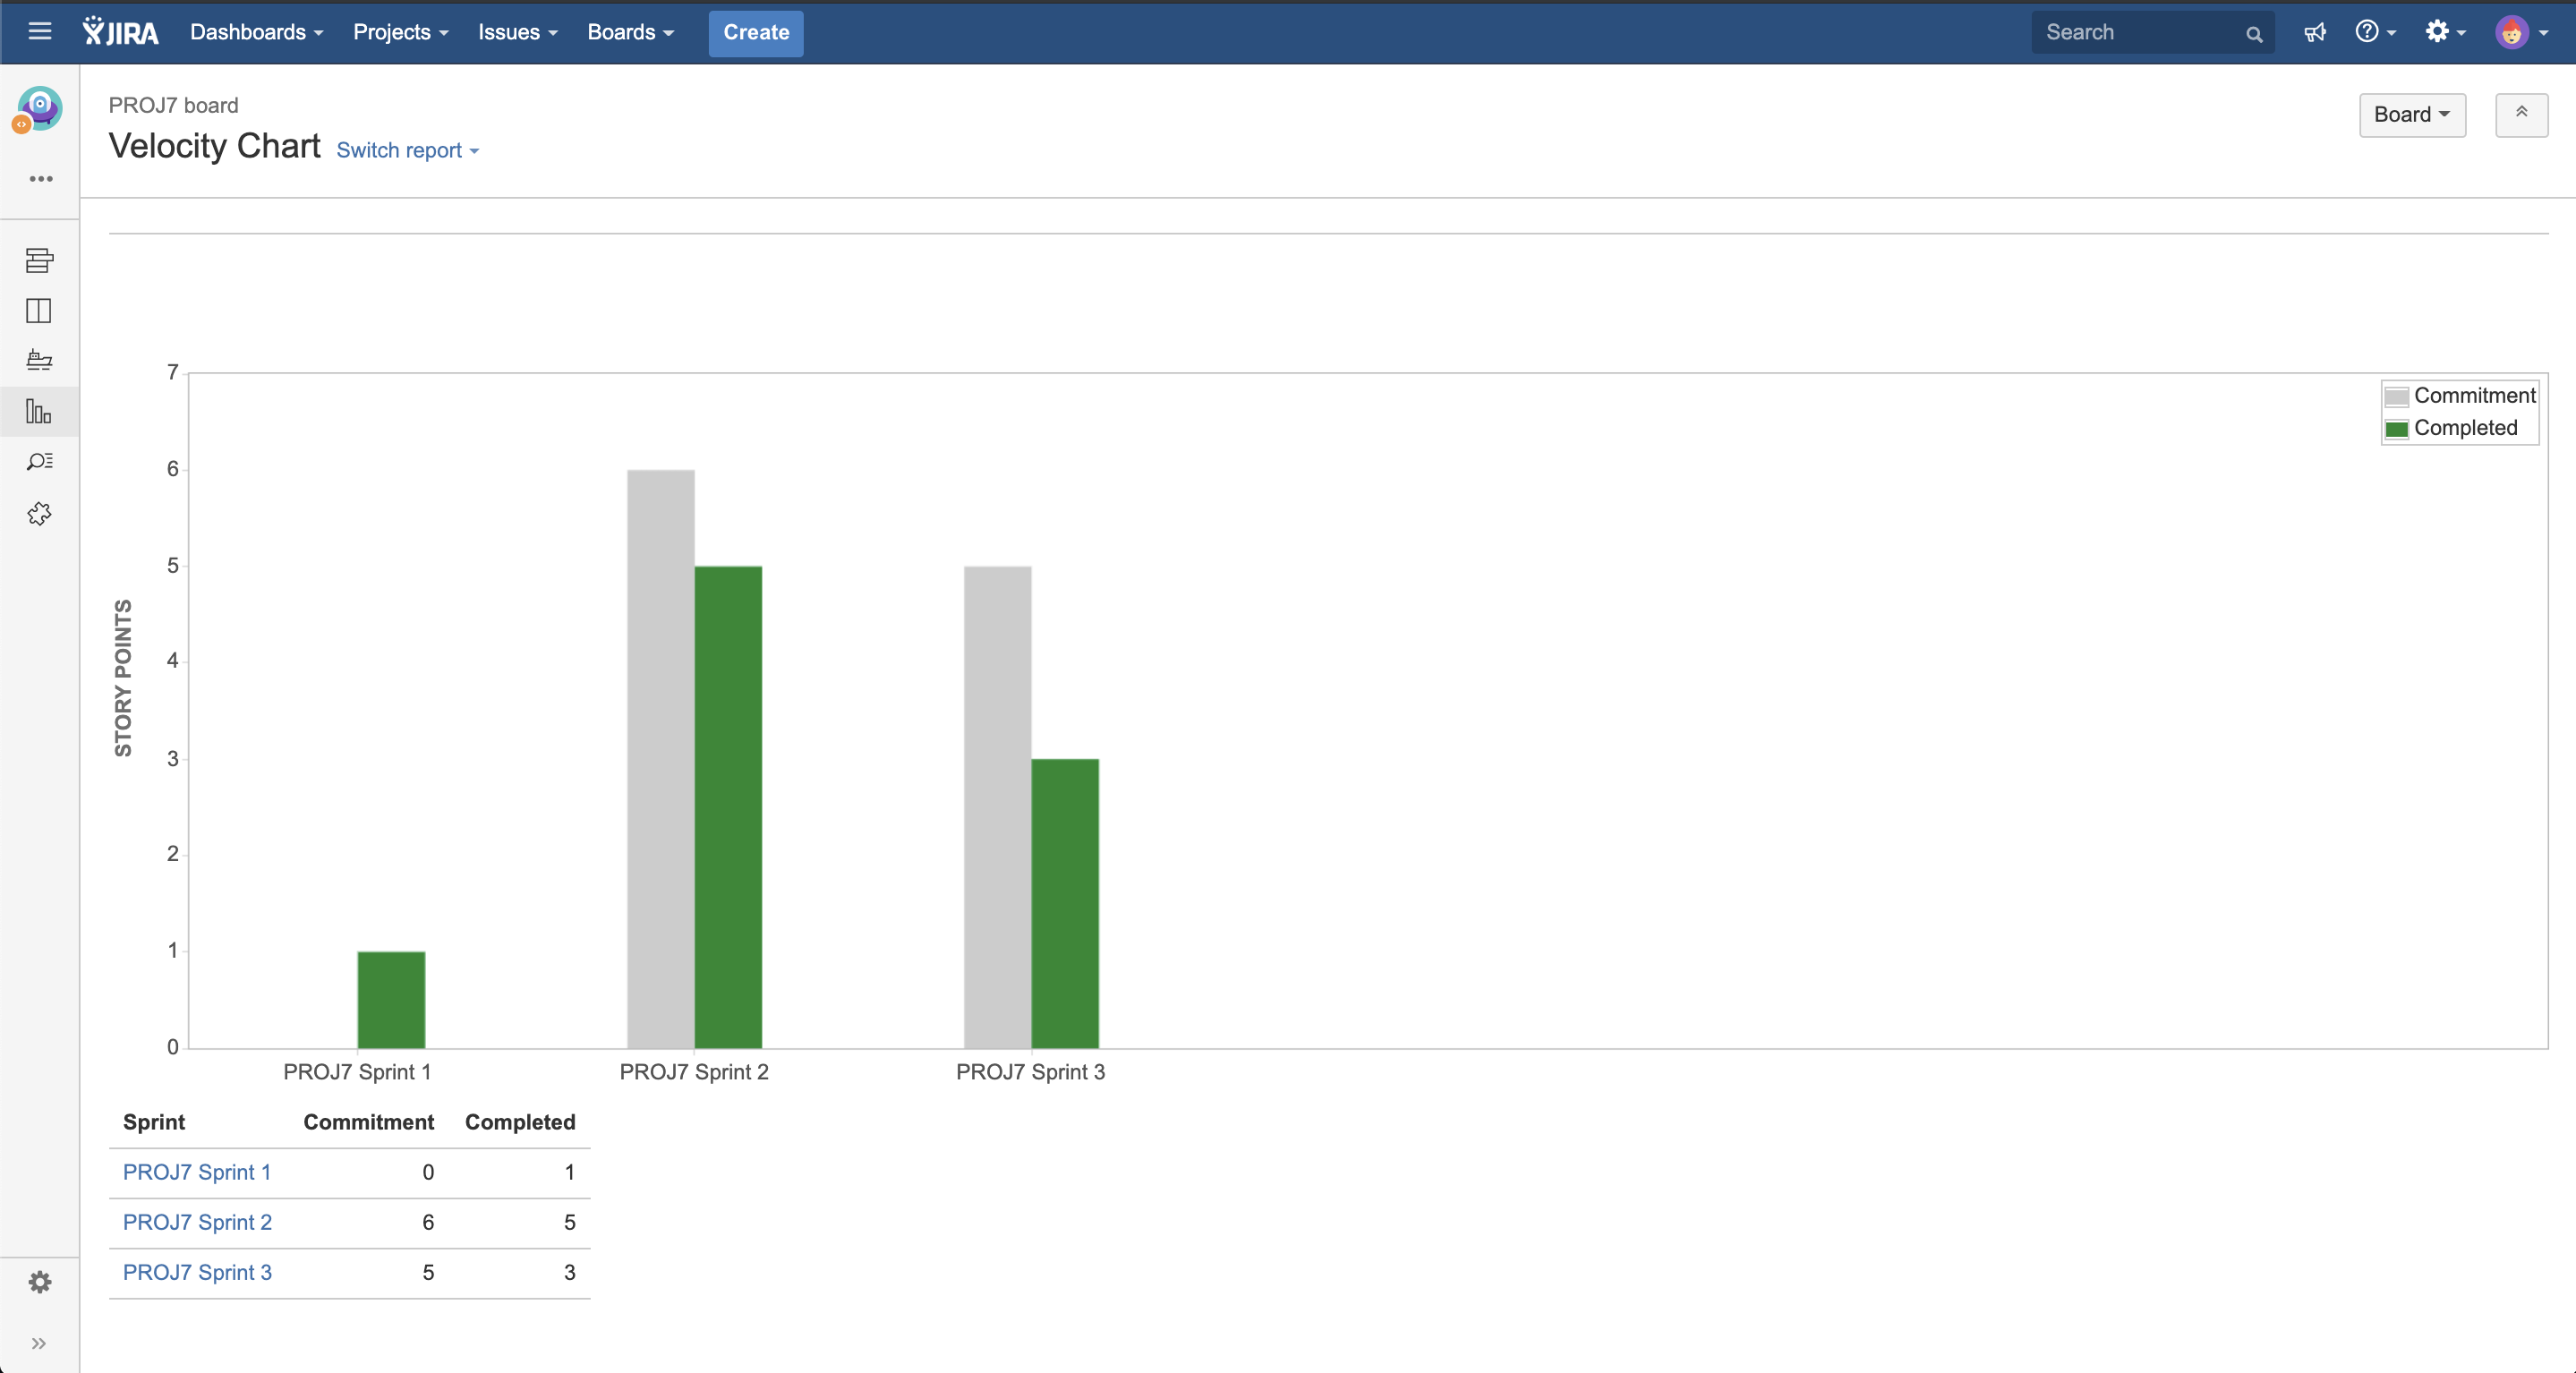 JIRA Dashboards Projects Issues Boards Create Search
PROJ7 board
Velocity Chart Switch report
Board
7
6
5
4
3
2
1
0
STORY POINTS
Commitment
Completed
PROJ7 Sprint 1 PROJ7 Sprint 2 PROJ7 Sprint 3
Sprint Commitment Completed
PROJ7 Sprint 1 0 1
PROJ7 Sprint 2 6 5
PROJ7 Sprint 3 5 3